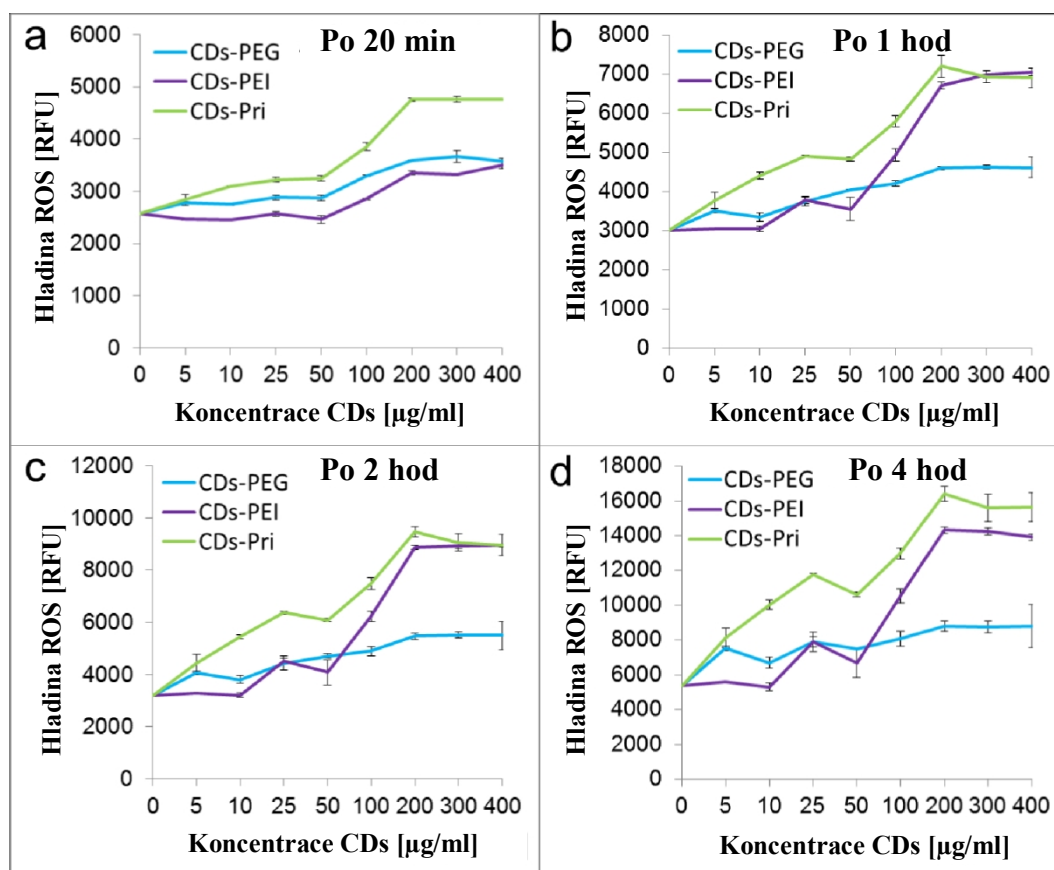 a
Po 20 min
CDs-PEG
CDs-PEI
CDs-Pri
Hladina ROS [RFU]
6000
5000
4000
3000
2000
1000
0
0 5 10 25 50 100 200 300 400
Koncentrace CDs [µg/ml]
b
Po 1 hod
CDs-PEG
CDs-PEI
CDs-Pri
Hladina ROS [RFU]
8000
7000
6000
5000
4000
3000
2000
1000
0
0 5 10 25 50 100 200 300 400
Koncentrace CDs [µg/ml]
c
Po 2 hod
CDs-PEG
CDs-PEI
CDs-Pri
Hladina ROS [RFU]
12000
10000
8000
6000
4000
2000
0
0 5 10 25 50 100 200 300 400
Koncentrace CDs [µg/ml]
d
Po 4 hod
CDs-PEG
CDs-PEI
CDs-Pri
Hladina ROS [RFU]
18000
16000
14000
12000
10000
8000
6000
4000
2000
0
0 5 10 25 50 100 200 300 400
Koncentrace CDs [µg/ml]